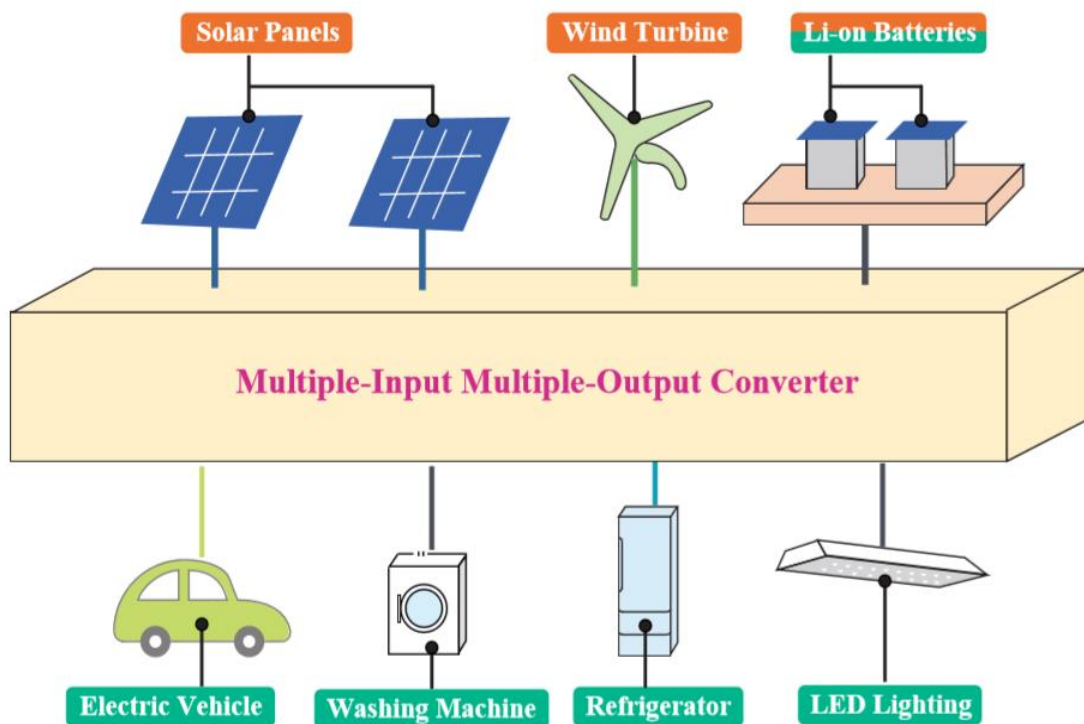 Solar Panels
Wind Turbine
Li-on Batteries
Multiple-Input Multiple-Output Converter
Electric Vehicle
Washing Machine
Refrigerator
LED Lighting